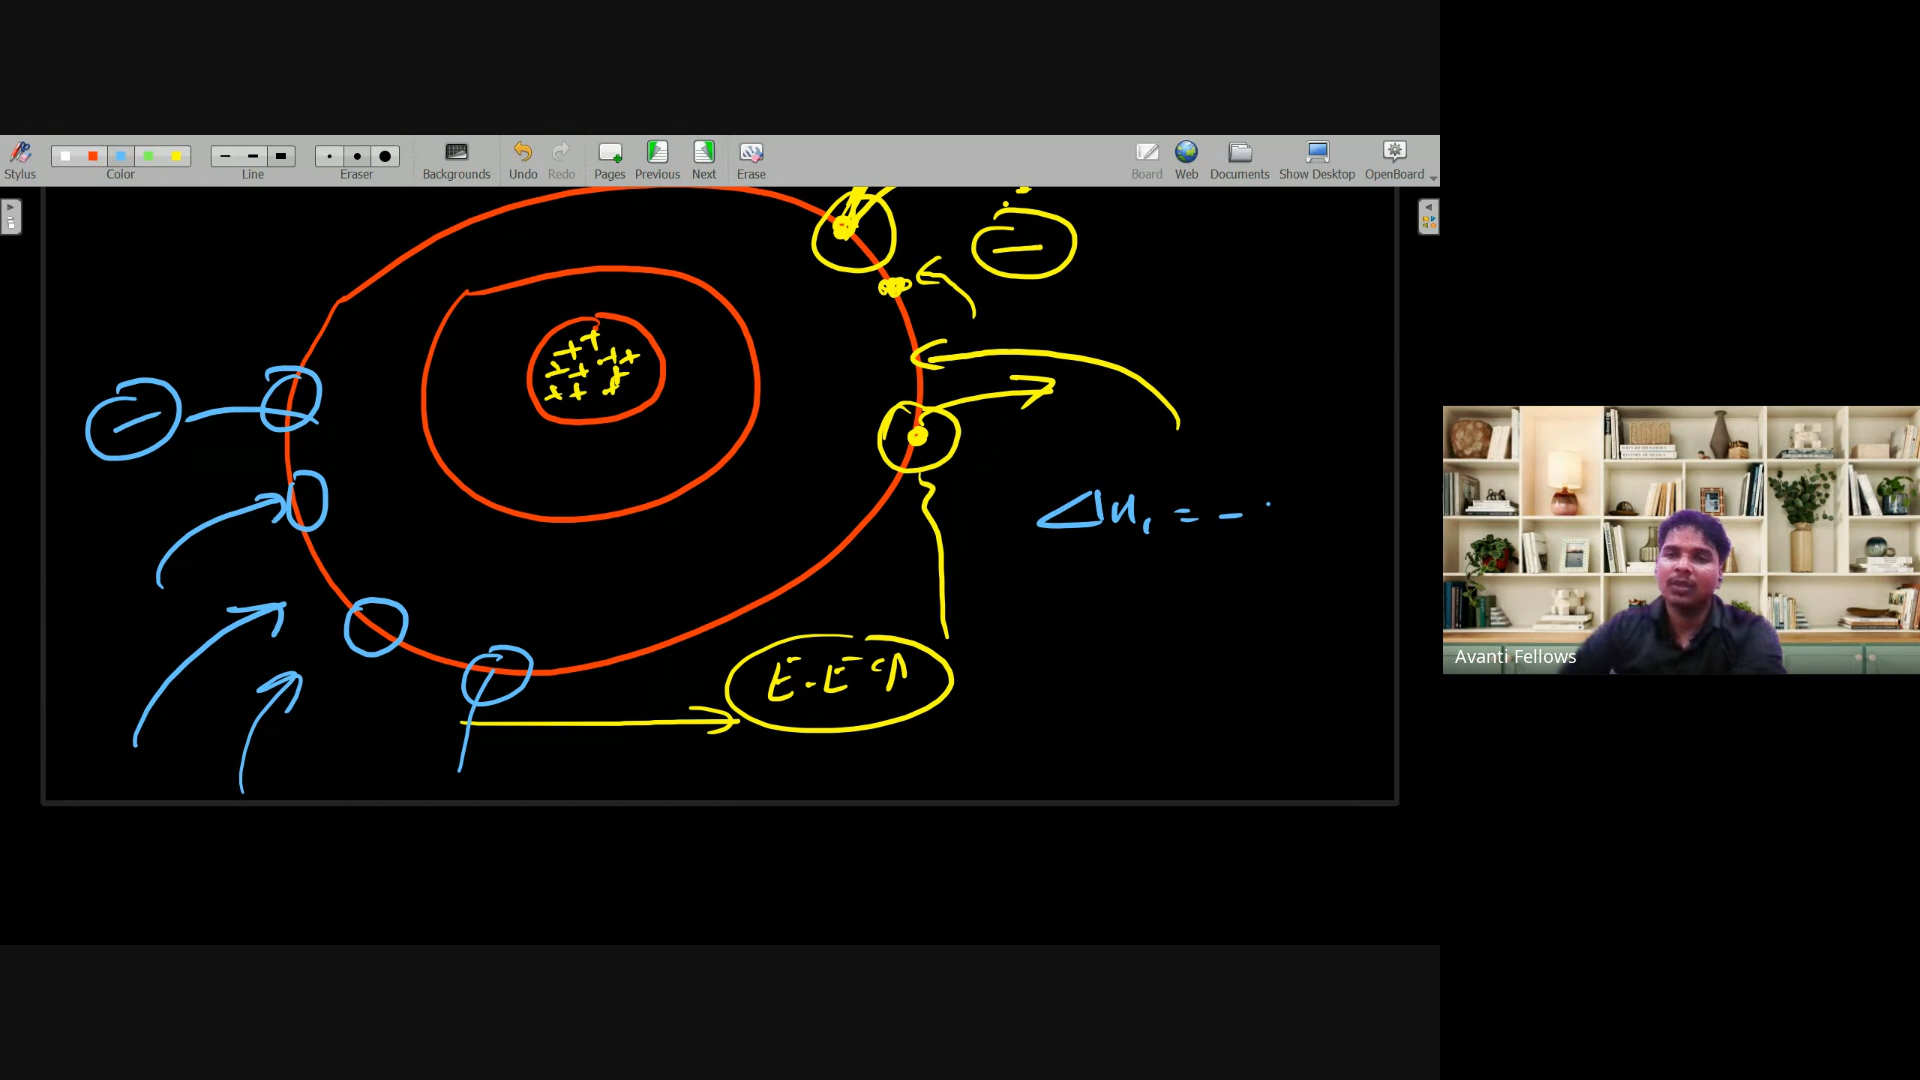 Stylus
Color
Line
Eraser
Backgrounds
Undo
Redo
Pages
Previous
Next
Erase
Board
Web
Documents
Show Desktop
OpenBoard
ΔH₁ = -
Avanti Fellows